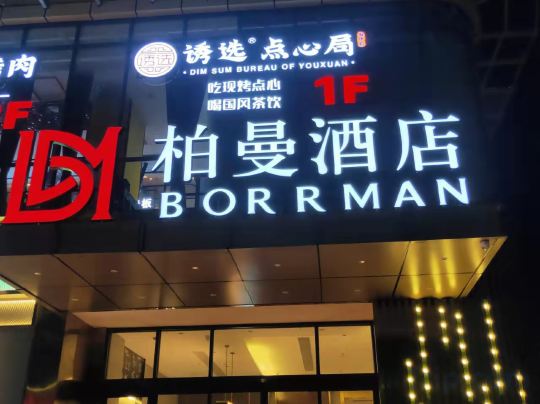 诱选® 点心局
· DIM SUM BUREAU OF YOUXUAN ·
吃现烤点心
喝国风茶饮
1F
肉
F
柏曼酒店
BORRMAN